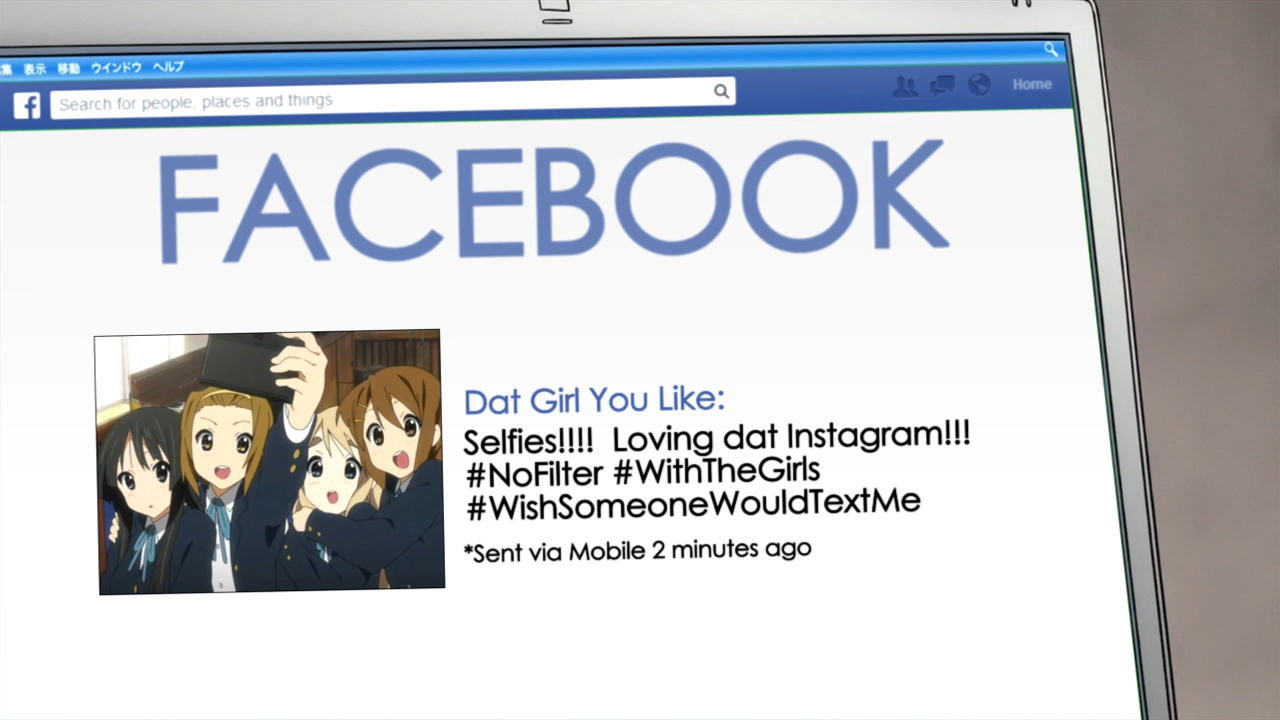 集 表示 移動 ウインドウ ヘルプ
f Search for people, places and things Home
FACEBOOK
Dat Girl You Like:
Selfies!!!! Loving dat Instagram!!!
#NoFilter #WithTheGirls
#WishSomeoneWouldTextMe
*Sent via Mobile 2 minutes ago